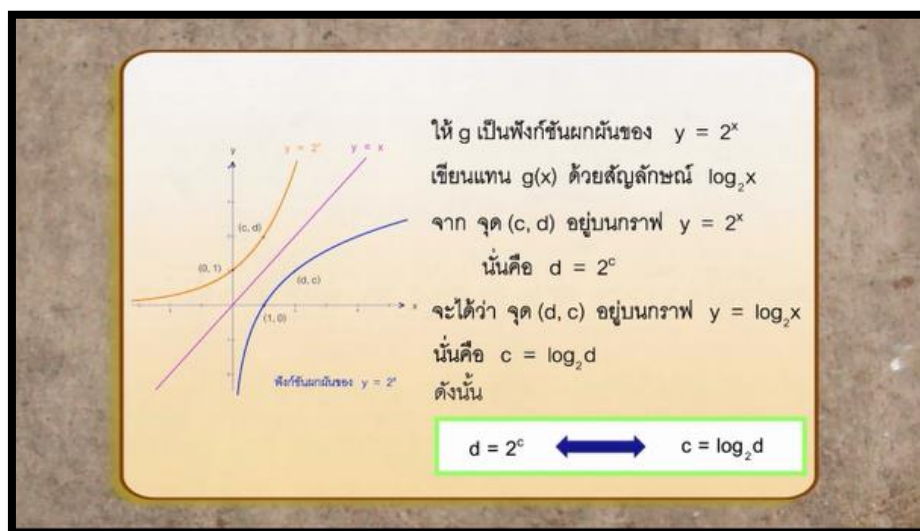 y
y = 2ˣ
y = x
(c, d)
(0, 1)
(d, c)
x
(1, 0)
ฟังก์ชันผกผันของ y = 2ˣ
ให้ g เป็นฟังก์ชันผกผันของ y = 2ˣ
เขียนแทน g(x) ด้วยสัญลักษณ์ log₂x
จาก จุด (c, d) อยู่บนกราฟ y = 2ˣ
นั่นคือ d = 2ᶜ
จะได้ว่า จุด (d, c) อยู่บนกราฟ y = log₂x
นั่นคือ c = log₂d
ดังนั้น
d = 2ᶜ c = log₂d